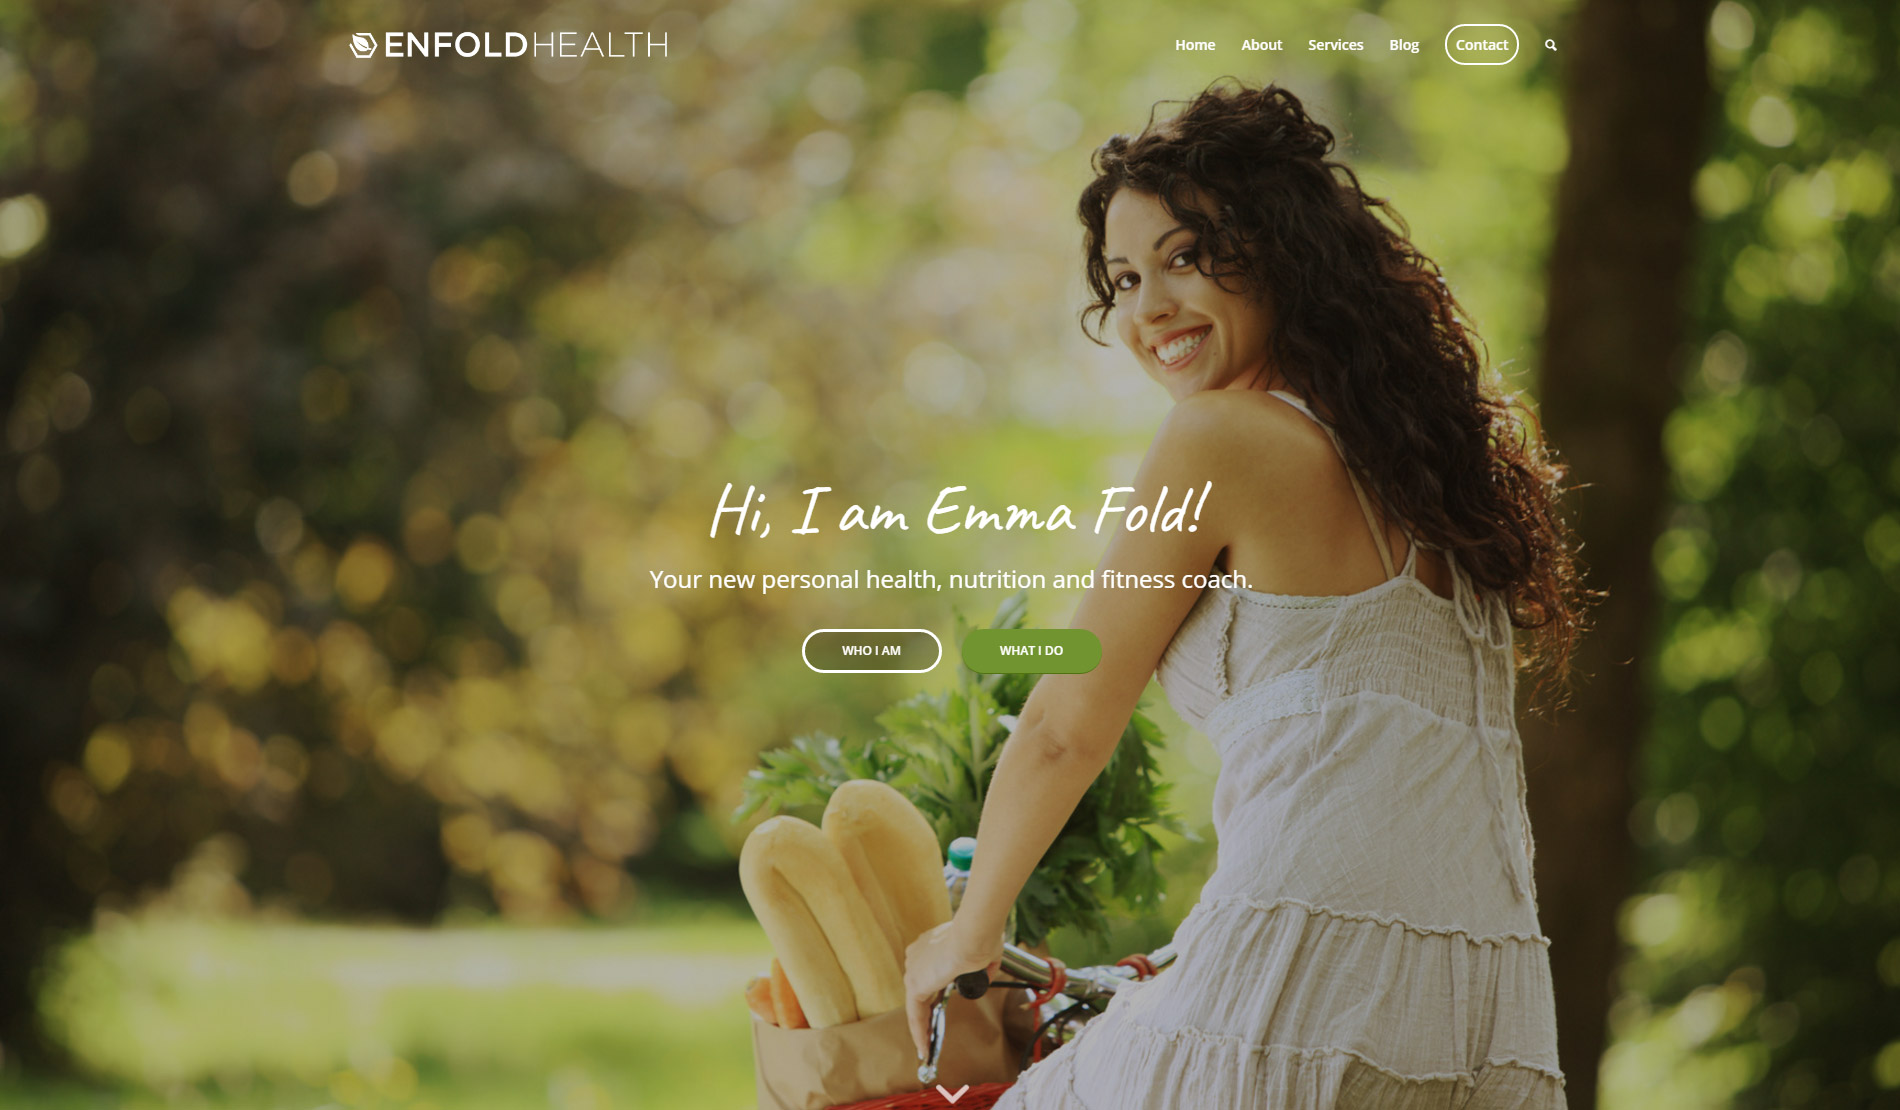 ENFOLDHEALTH
Home About Services Blog Contact
Hi, I am Emma Fold!
Your new personal health, nutrition and fitness coach.
WHO I AM WHAT I DO